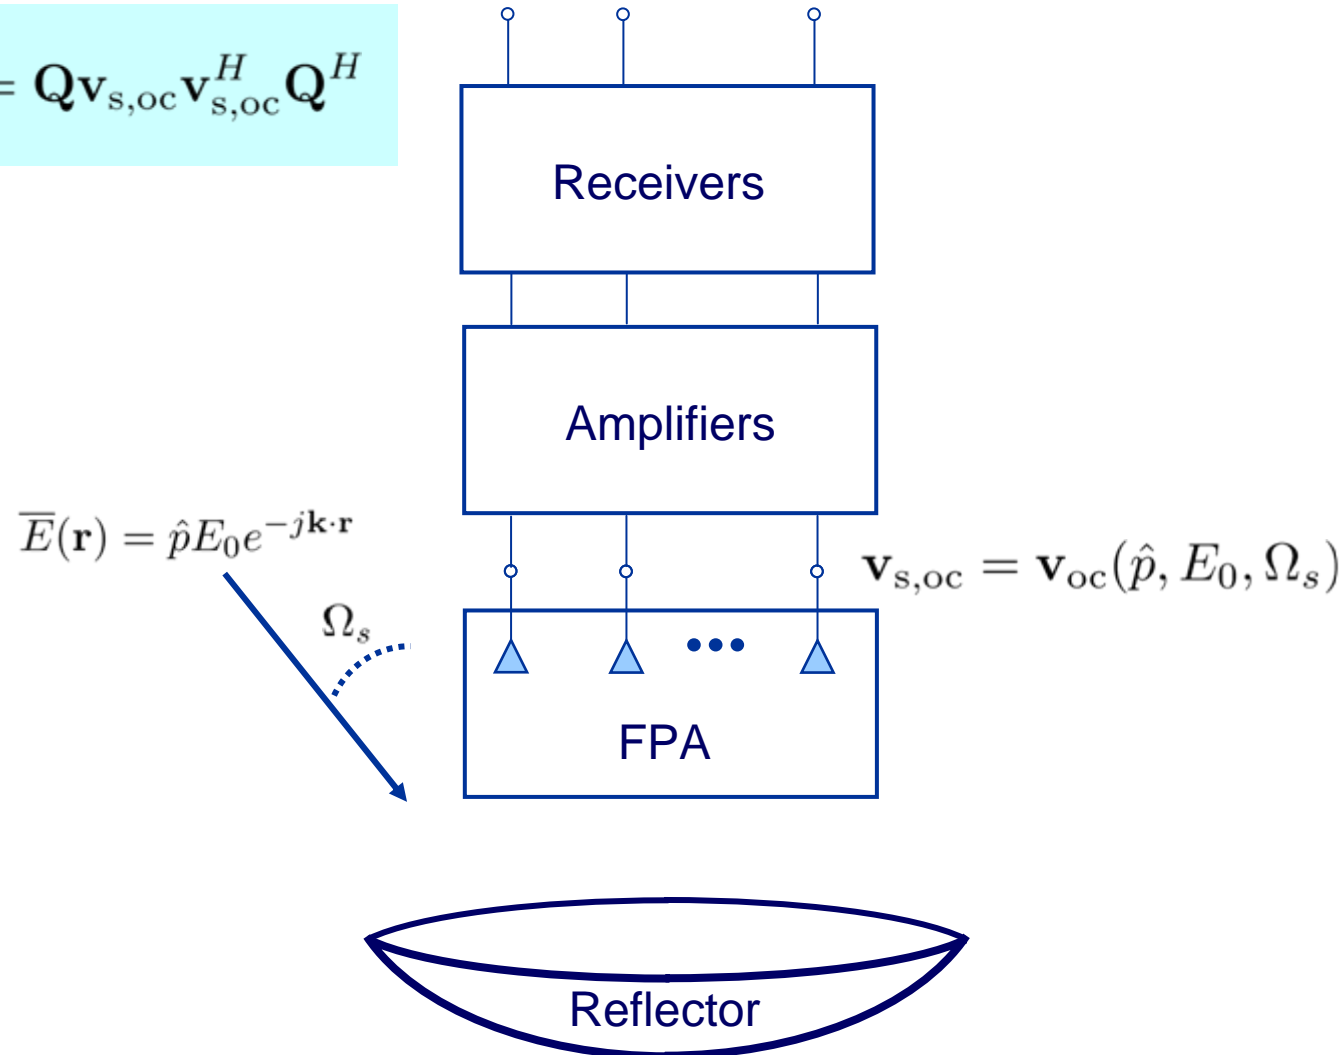 = Qv_{s,oc} v_{s,oc}^H Q^H
Receivers
Amplifiers
\overline{E}(r) = \hat{p}E_0 e^{-jk·r}
v_{s,oc} = v_{oc}(\hat{p}, E_0, Ω_s)
Ω_s
FPA
Reflector